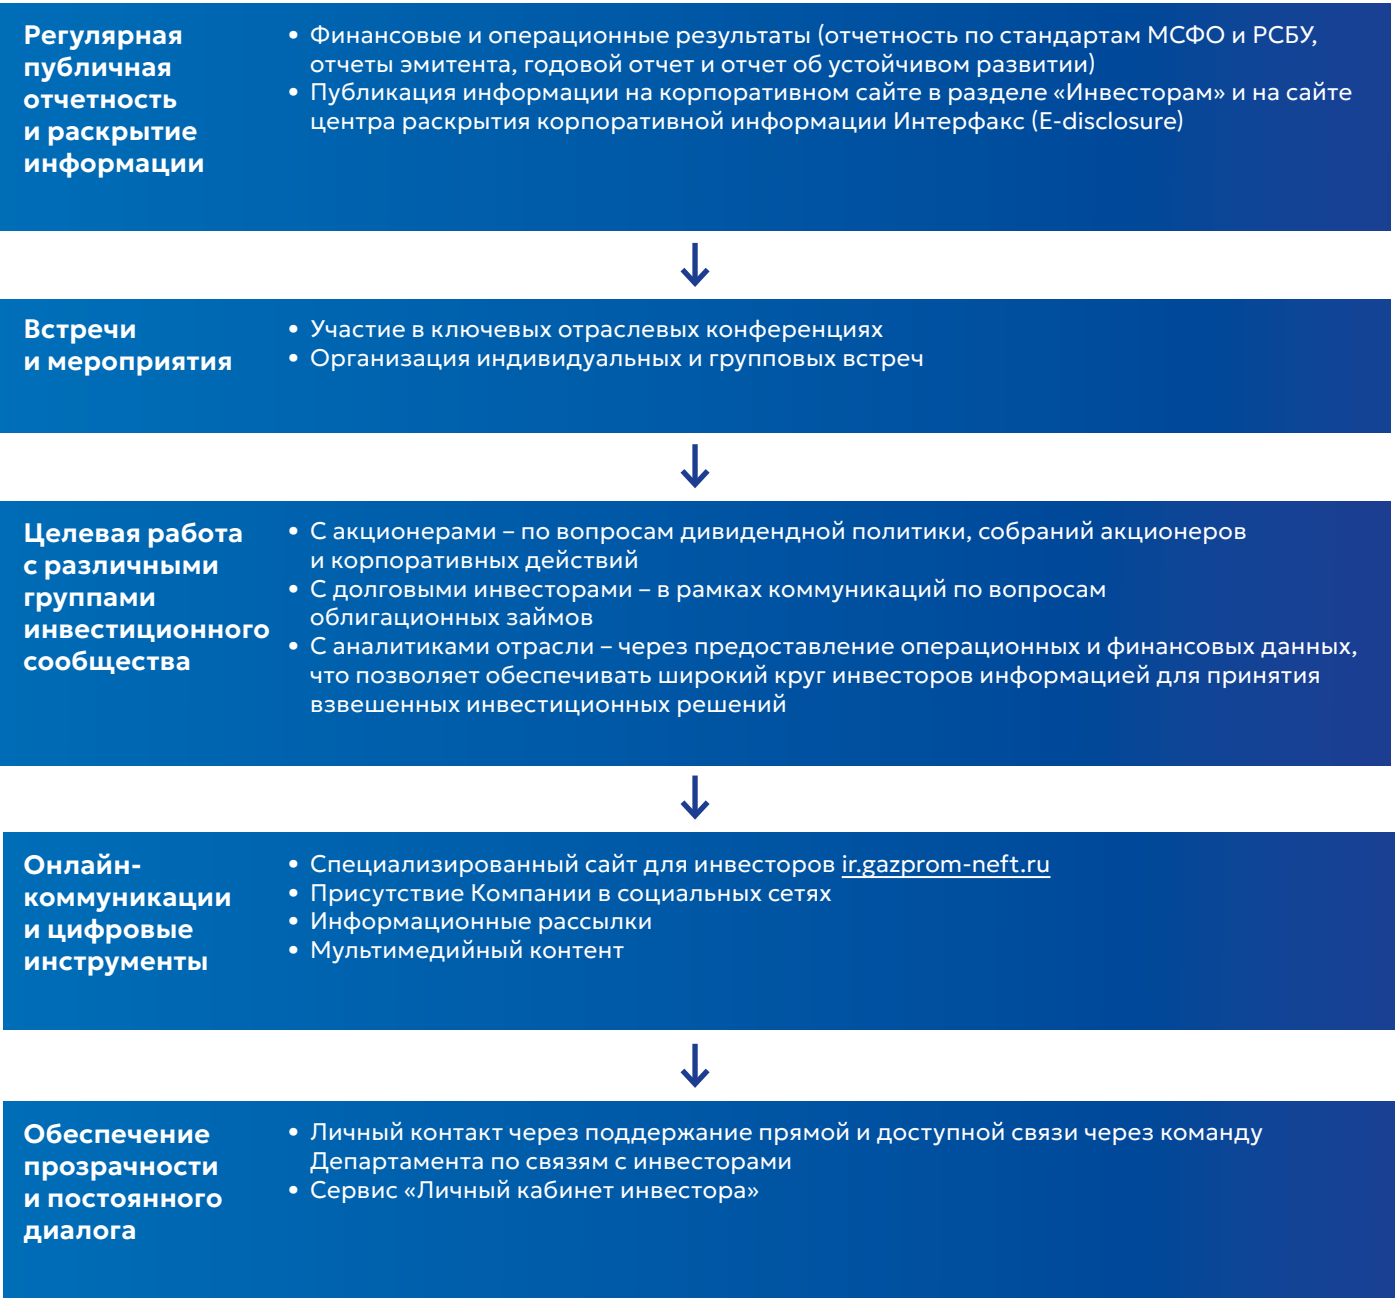 Регулярная
публичная
отчетность
и раскрытие
информации
• Финансовые и операционные результаты (отчетность по стандартам МСФО и РСБУ,
отчеты эмитента, годовой отчет и отчет об устойчивом развитии)
• Публикация информации на корпоративном сайте в разделе «Инвесторам» и на сайте
центра раскрытия корпоративной информации Интерфакс (E-disclosure)
Встречи
и мероприятия
• Участие в ключевых отраслевых конференциях
• Организация индивидуальных и групповых встреч
Целевая работа
с различными
группами
инвестиционного
сообщества
• С акционерами – по вопросам дивидендной политики, собраний акционеров
и корпоративных действий
• С долговыми инвесторами – в рамках коммуникаций по вопросам
облигационных займов
• С аналитиками отрасли – через предоставление операционных и финансовых данных,
что позволяет обеспечивать широкий круг инвесторов информацией для принятия
взвешенных инвестиционных решений
Онлайн-
коммуникации
и цифровые
инструменты
• Специализированный сайт для инвесторов ir.gazprom-neft.ru
• Присутствие Компании в социальных сетях
• Информационные рассылки
• Мультимедийный контент
Обеспечение
прозрачности
и постоянного
диалога
• Личный контакт через поддержание прямой и доступной связи через команду
Департамента по связям с инвесторами
• Сервис «Личный кабинет инвестора»